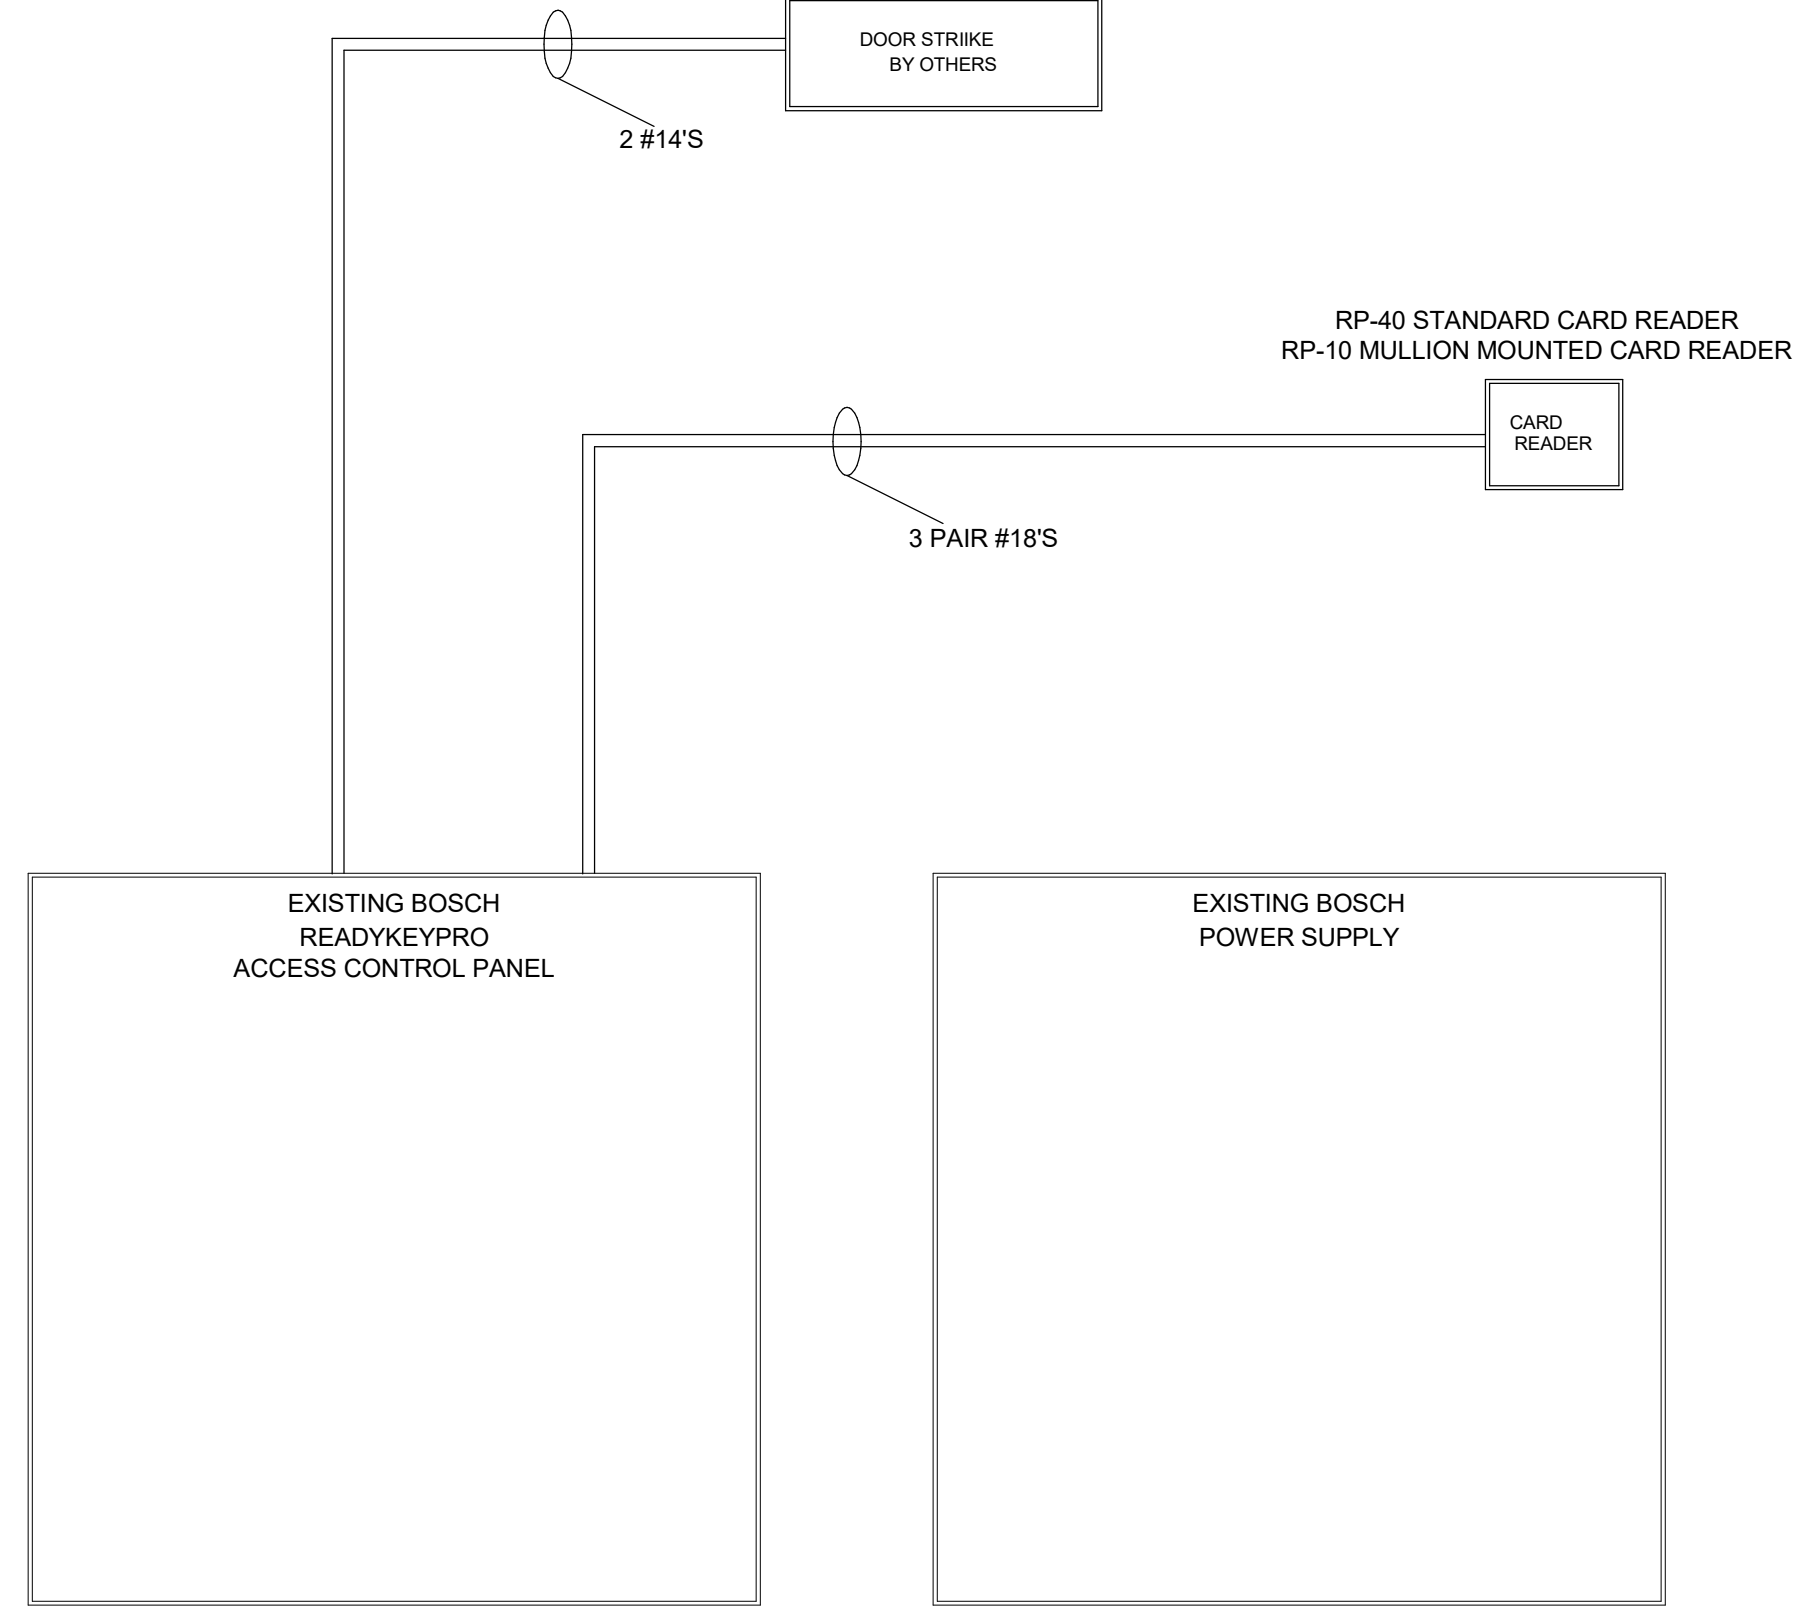 DOOR STRIIKE
BY OTHERS
2 #14'S
RP-40 STANDARD CARD READER
RP-10 MULLION MOUNTED CARD READER
CARD
READER
3 PAIR #18'S
EXISTING BOSCH
READYKEYPRO
ACCESS CONTROL PANEL
EXISTING BOSCH
POWER SUPPLY